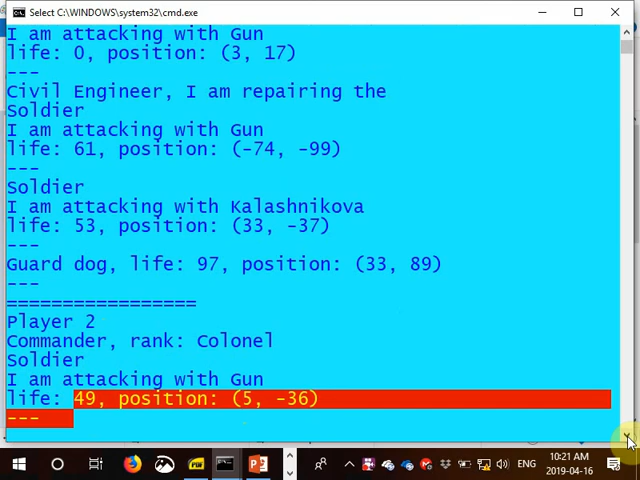 Select C:\WINDOWS\system32\cmd.exe
I am attacking with Gun
life: 0, position: (3, 17)
---
Civil Engineer, I am repairing the
Soldier
I am attacking with Gun
life: 61, position: (-74, -99)
---
Soldier
I am attacking with Kalashnikova
life: 53, position: (33, -37)
---
Guard dog, life: 97, position: (33, 89)
---
=================
Player 2
Commander, rank: Colonel
Soldier
I am attacking with Gun
life: 49, position: (5, -36)
---
ENG
10:21 AM
2019-04-16